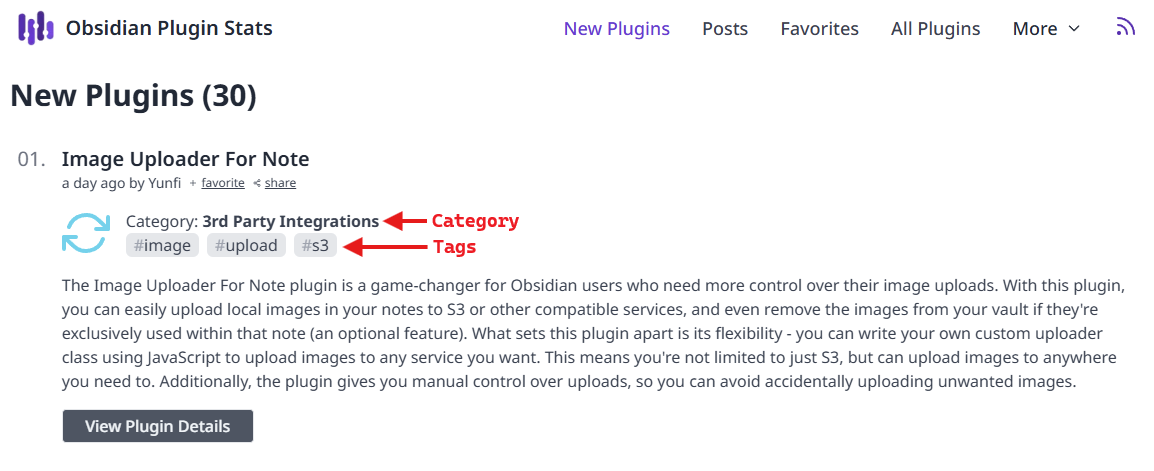 Obsidian Plugin Stats New Plugins Posts Favorites All Plugins More
New Plugins (30)
01. Image Uploader For Note
a day ago by Yunfi + favorite share
Category: 3rd Party Integrations Category
#image #upload #s3 Tags
The Image Uploader For Note plugin is a game-changer for Obsidian users who need more control over their image uploads. With this plugin,
you can easily upload local images in your notes to S3 or other compatible services, and even remove the images from your vault if they're
exclusively used within that note (an optional feature). What sets this plugin apart is its flexibility - you can write your own custom uploader
class using JavaScript to upload images to any service you want. This means you're not limited to just S3, but can upload images to anywhere
you need to. Additionally, the plugin gives you manual control over uploads, so you can avoid accidentally uploading unwanted images.
View Plugin Details